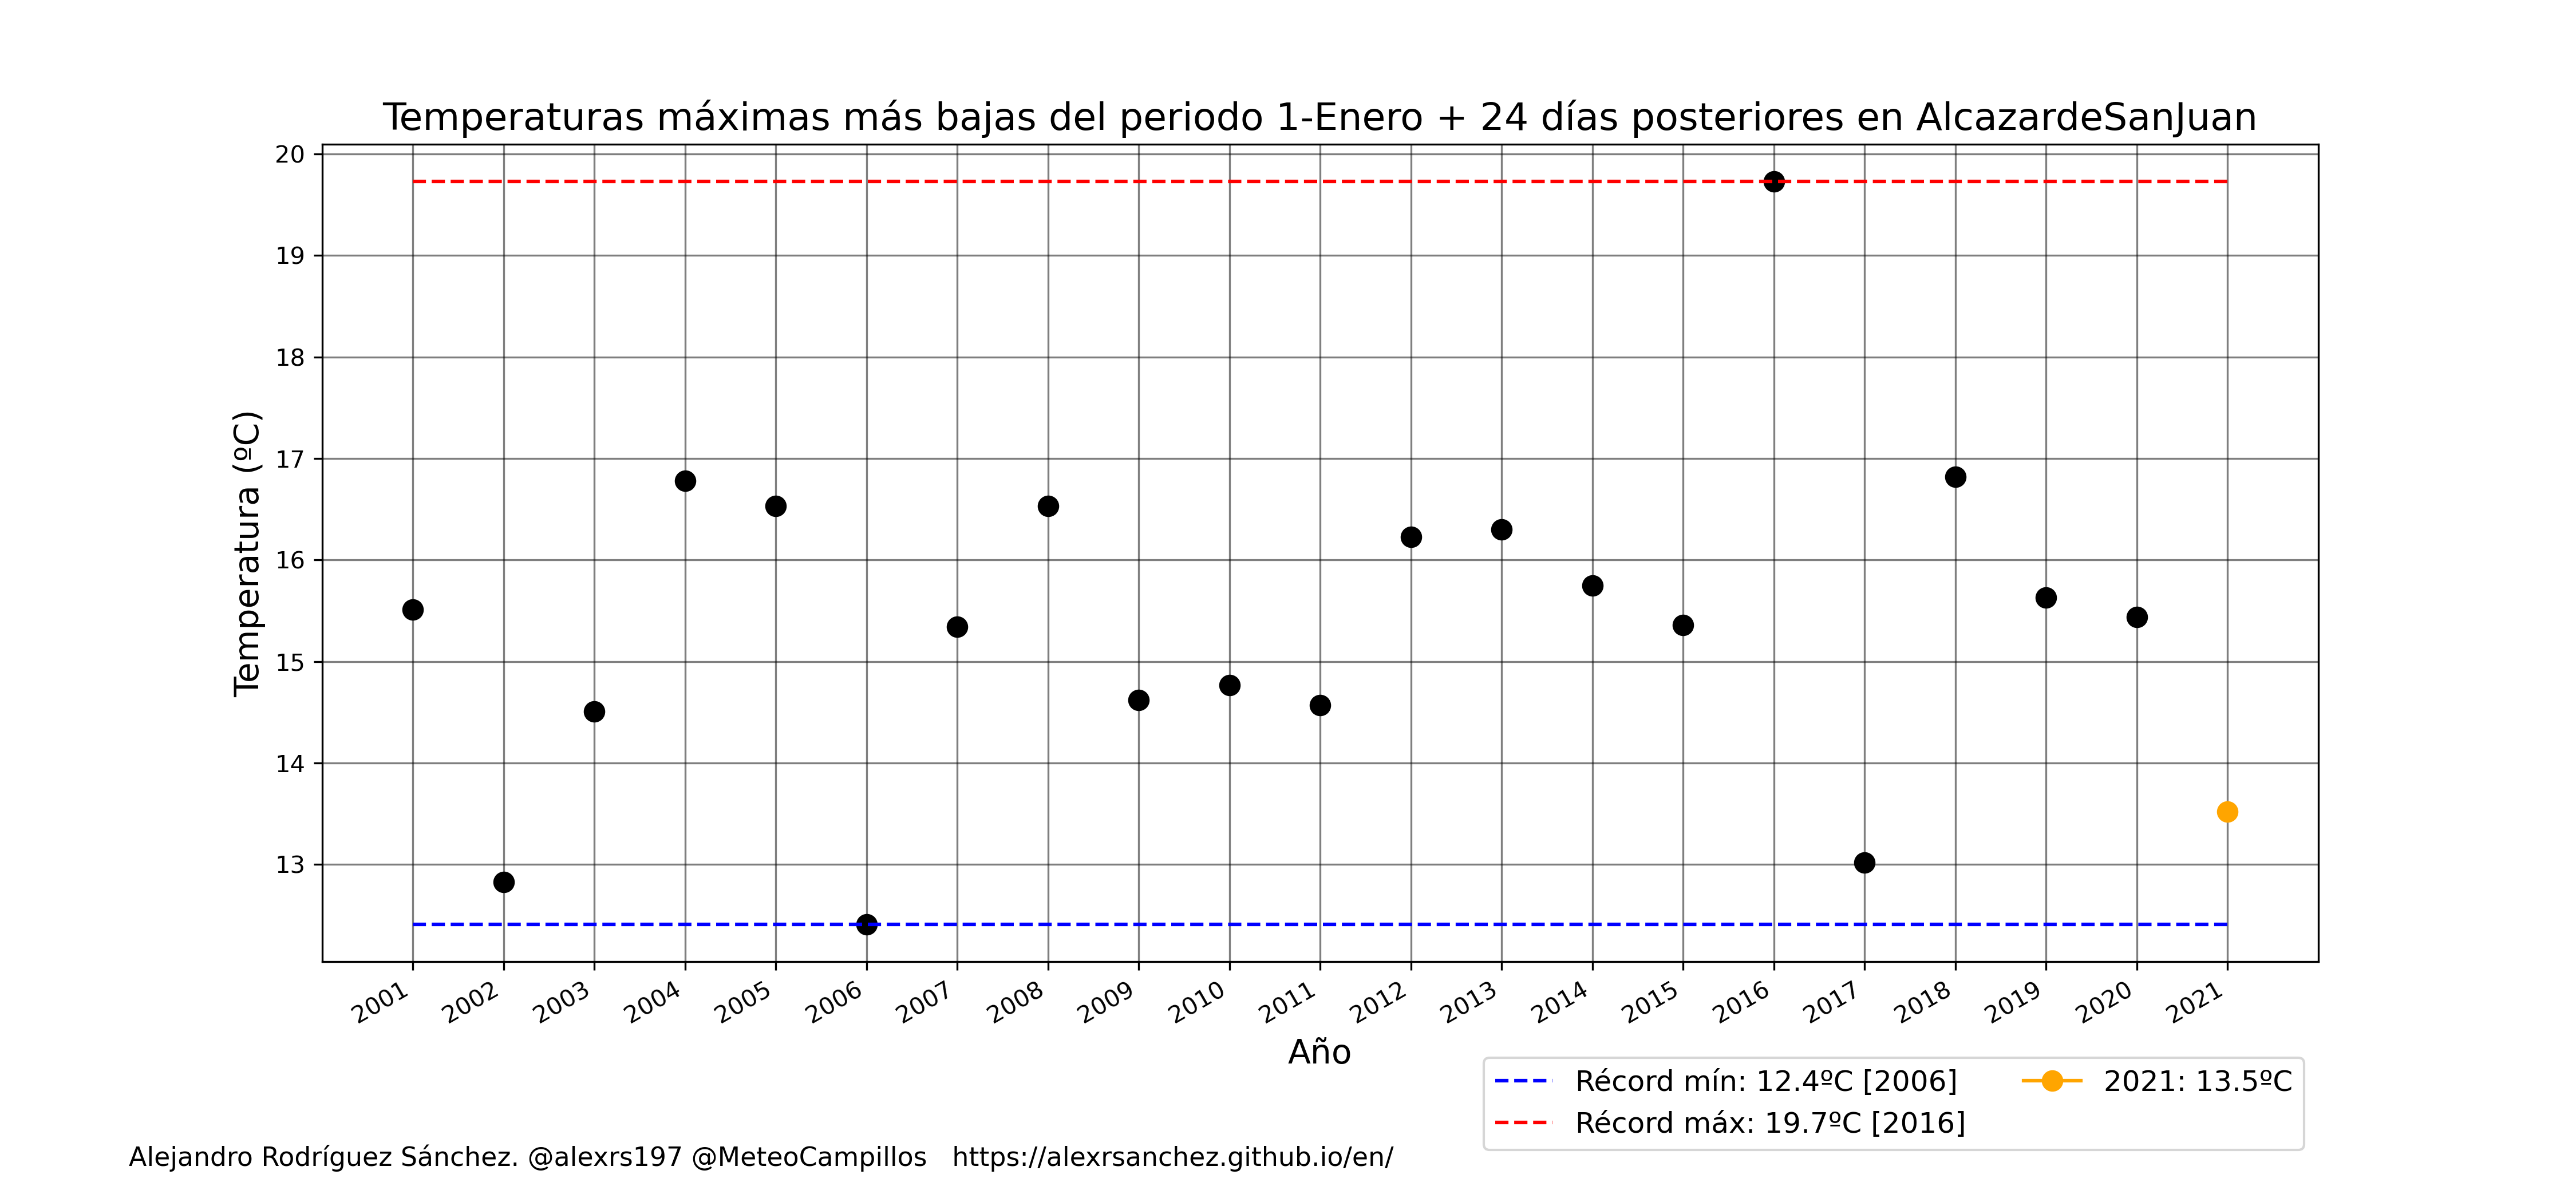 Temperaturas máximas más bajas del periodo 1-Enero + 24 días posteriores en AlcazardeSanJuan
Temperatura (ºC)
20
19
18
17
16
15
14
13
2001 2002 2003 2004 2005 2006 2007 2008 2009 2010 2011 2012 2013 2014 2015 2016 2017 2018 2019 2020 2021
Año
Récord mín: 12.4ºC [2006]
Récord máx: 19.7ºC [2016]
2021: 13.5ºC
Alejandro Rodríguez Sánchez. @alexrs197 @MeteoCampillos https://alexrsanchez.github.io/en/